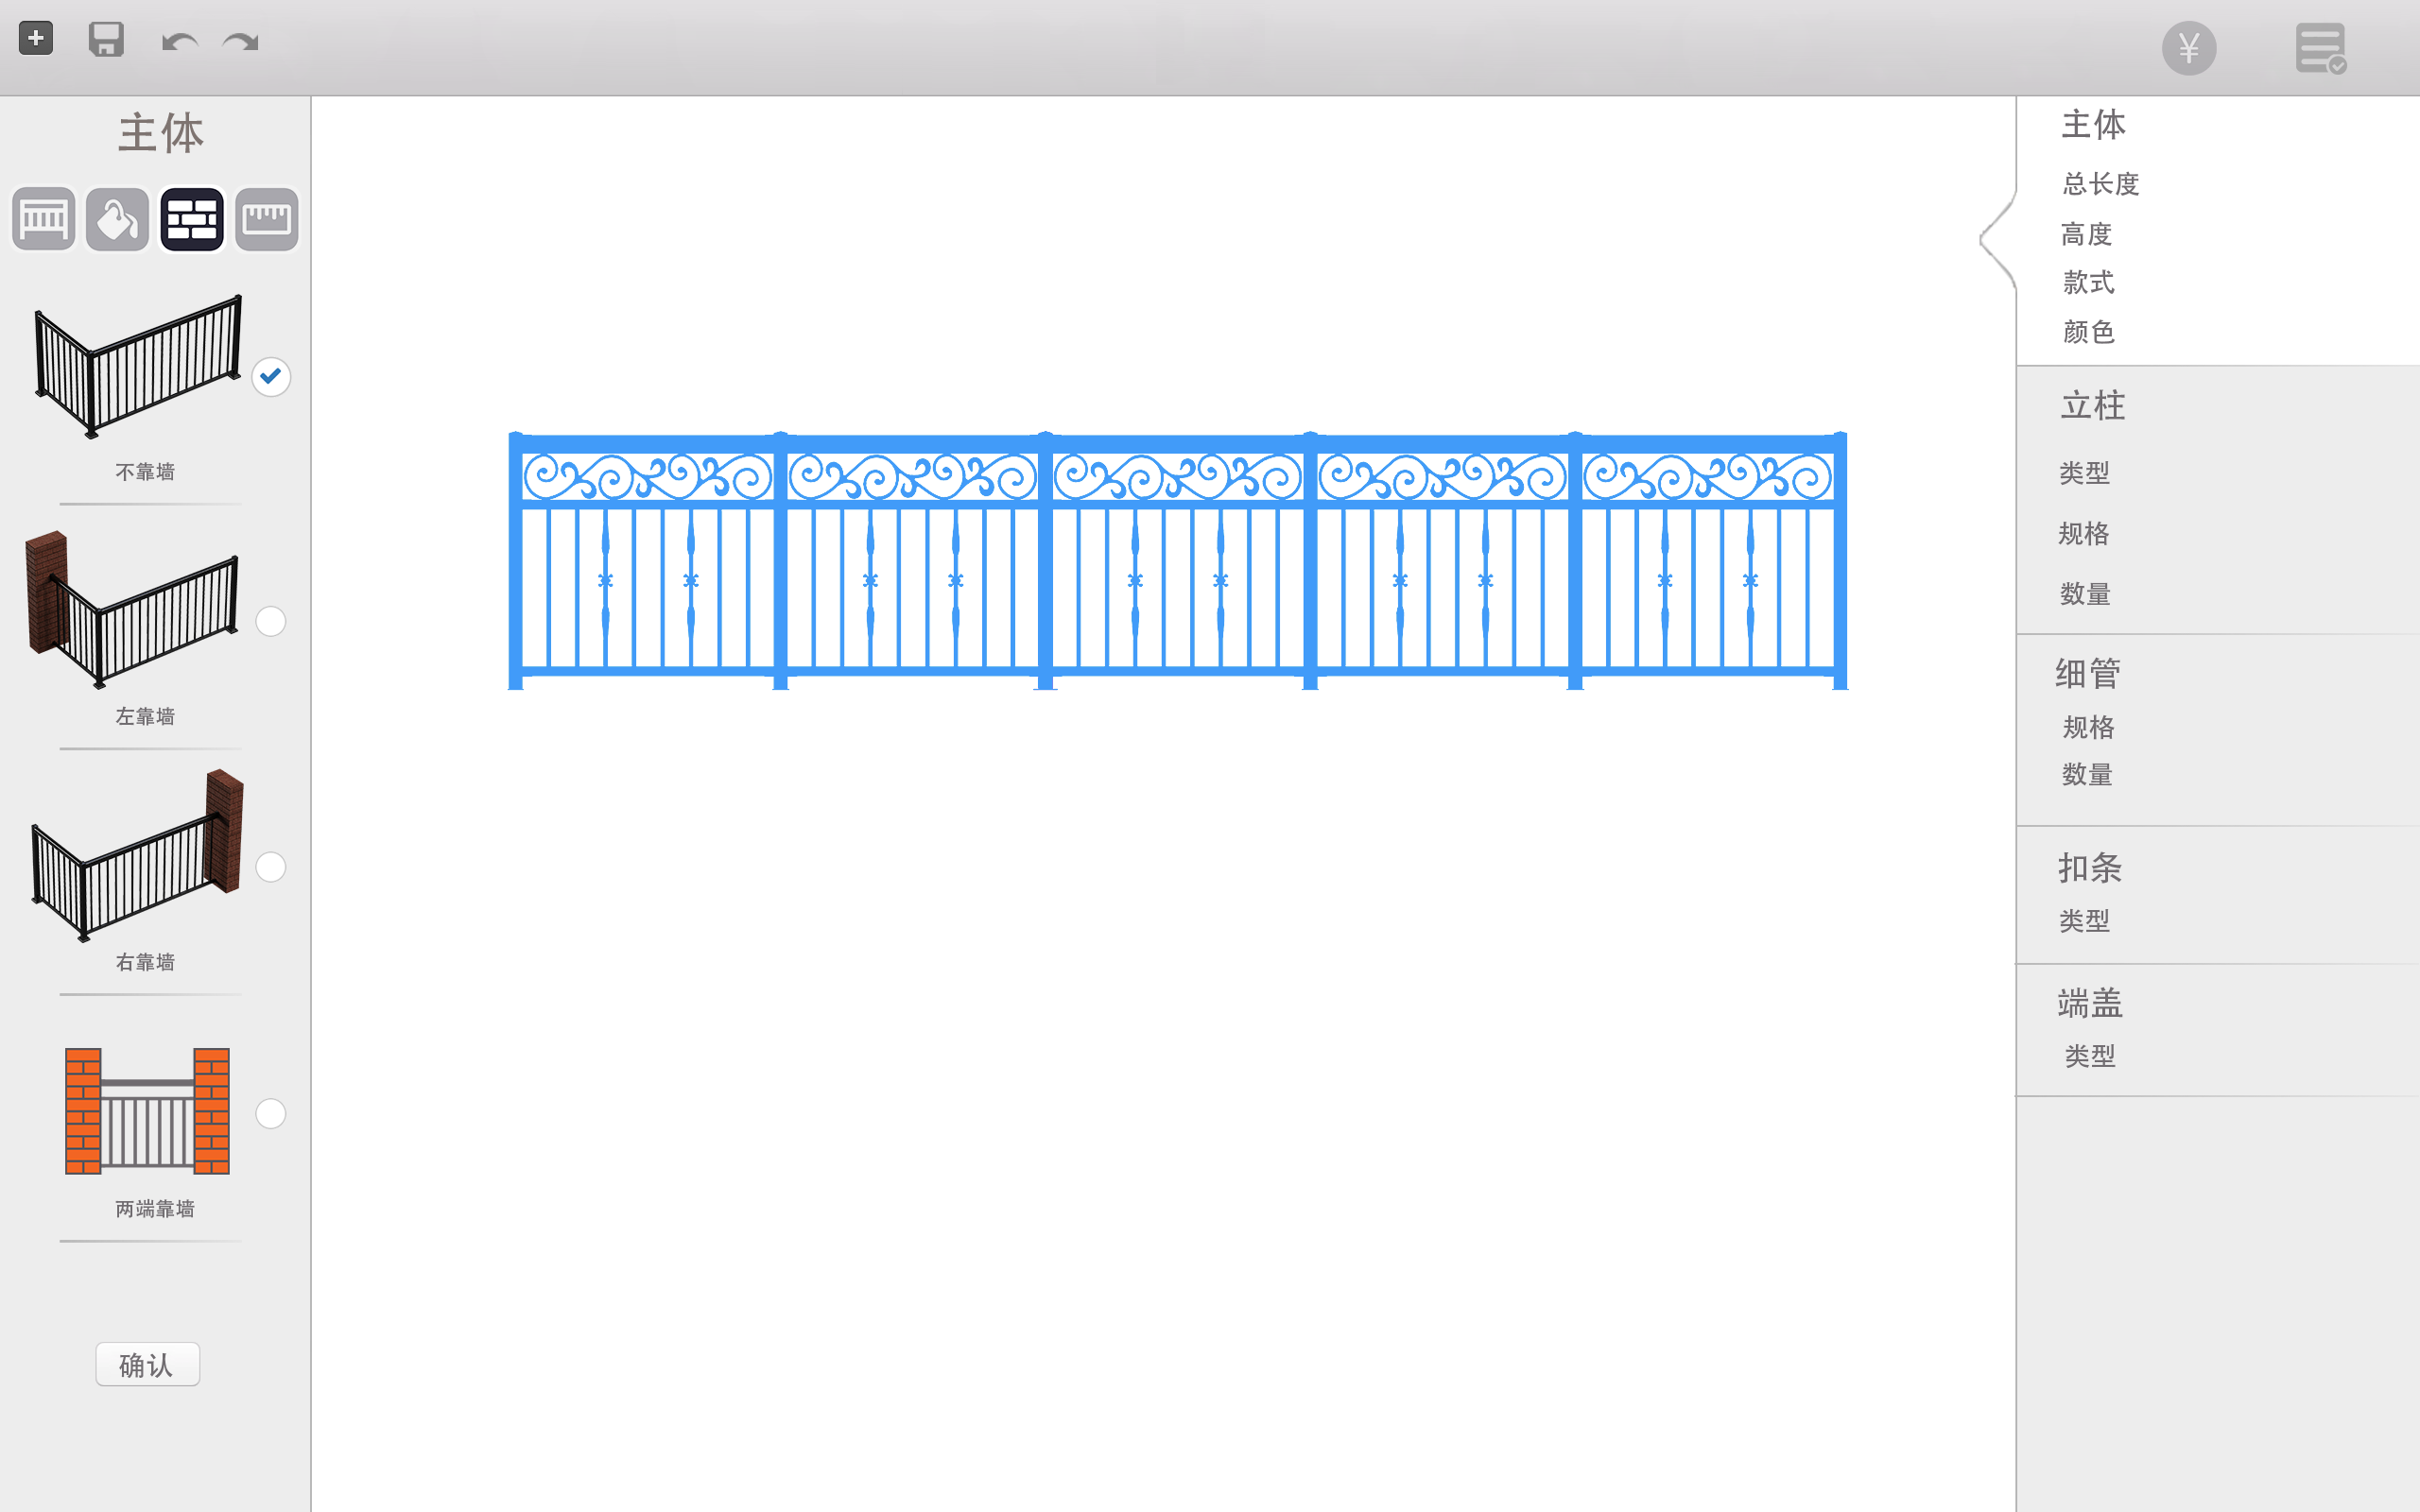 ¥
主体
不靠墙
左靠墙
右靠墙
两端靠墙
确认
主体
总长度
高度
款式
颜色
立柱
类型
规格
数量
细管
规格
数量
扣条
类型
端盖
类型